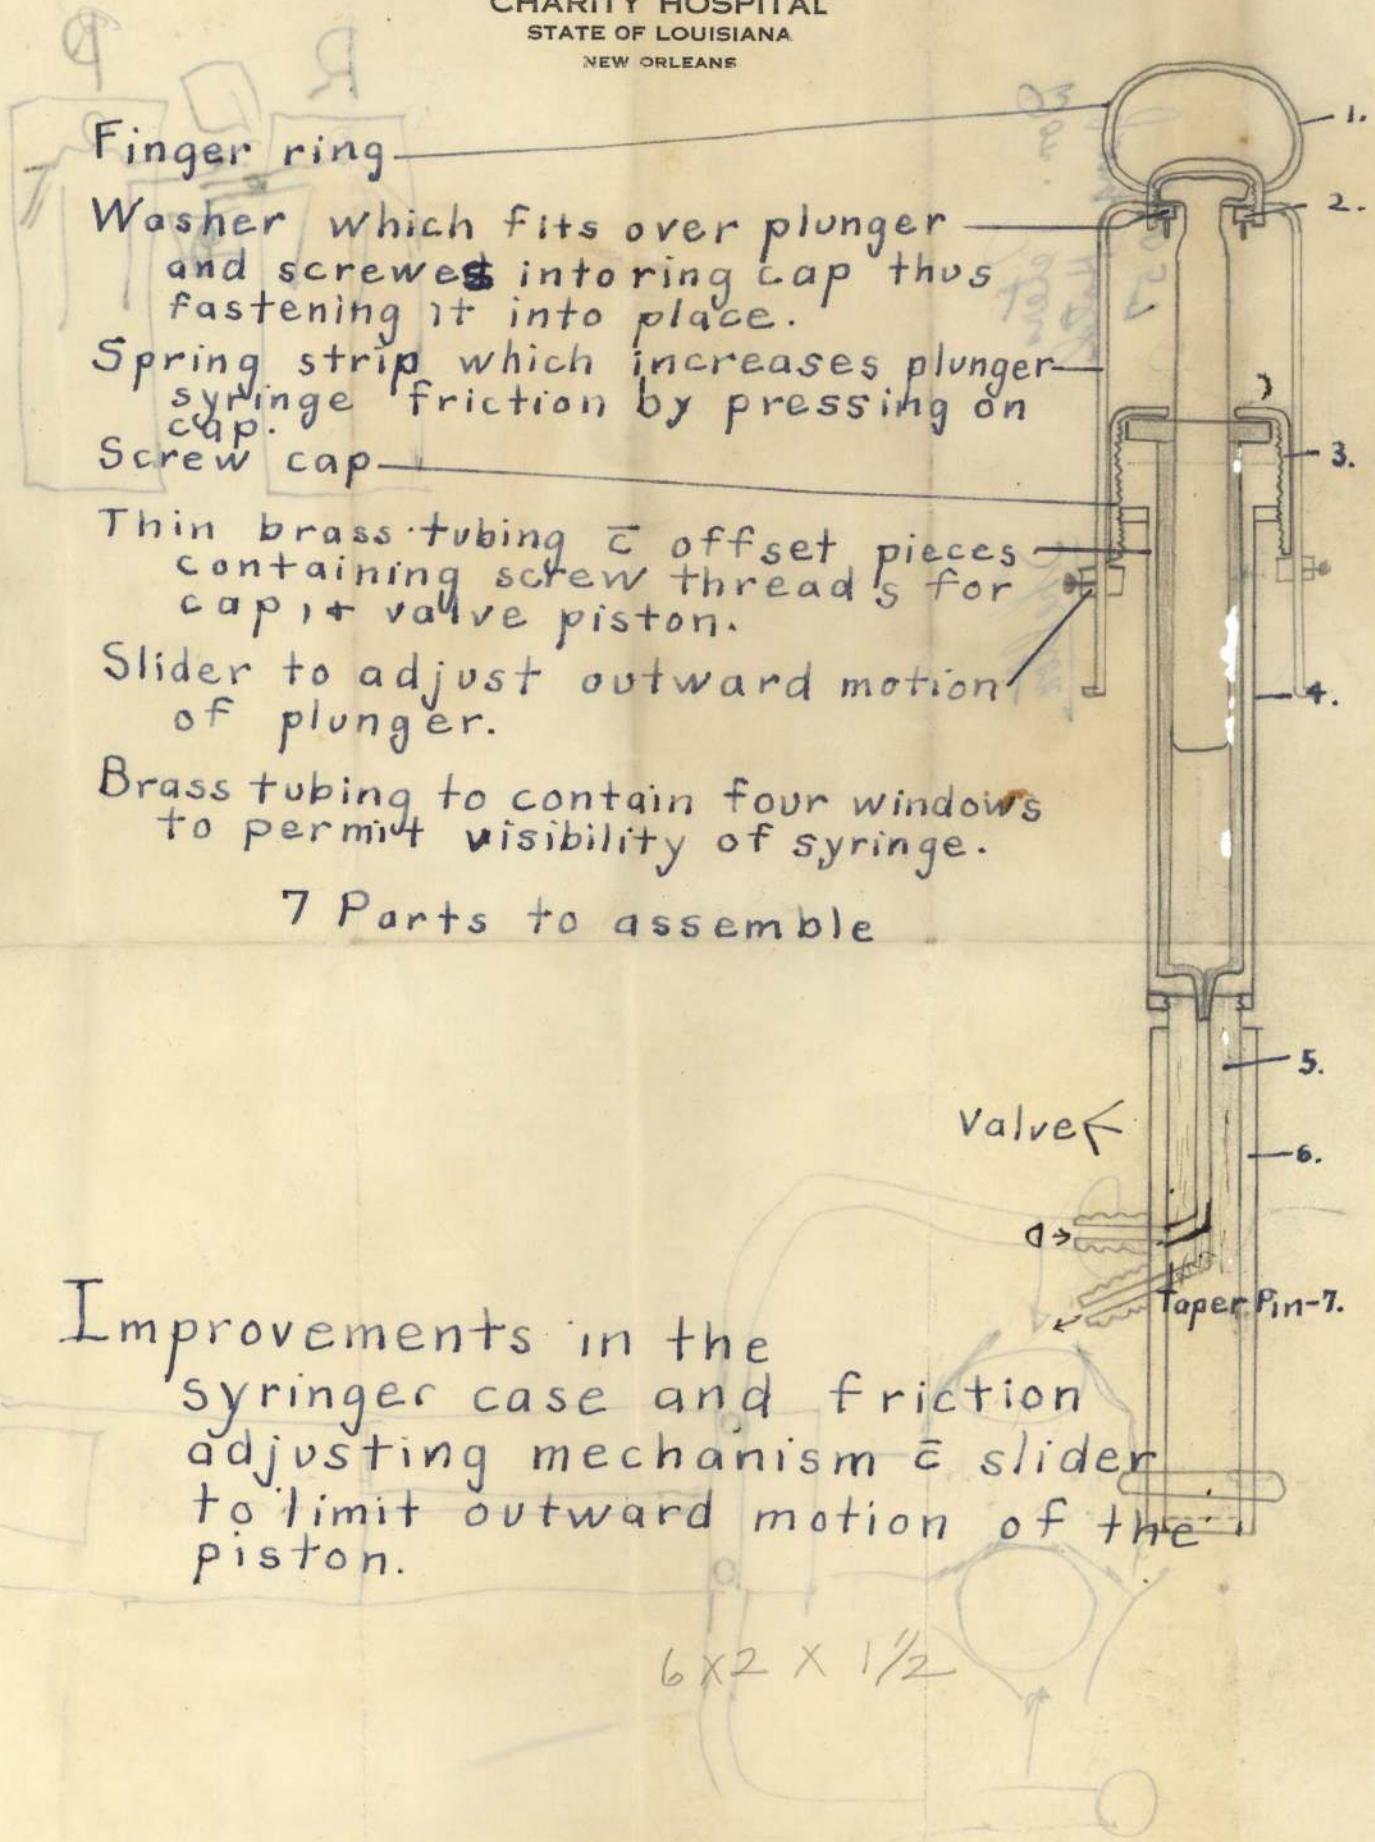 CHARITY HOSPITAL
STATE OF LOUISIANA
NEW ORLEANS
Finger ring
1.
Washer which fits over plunger
2.
and screwes into ring cap thus
fastening it into place.
Spring strip which increases plunger
syringe friction by pressing on
cap.
Screw cap
3.
Thin brass tubing c̄ offset pieces
containing screw threads for
cap, + valve piston.
Slider to adjust outward motion
4.
of plunger.
Brass tubing to contain four windows
to permit visibility of syringe.
7 Parts to assemble
5.
Valve
6.
Taper Pin-7.
Improvements in the
syringer case and friction
adjusting mechanism c̄ slider
to limit outward motion of the
piston.
6 x 2 x 1 1/2